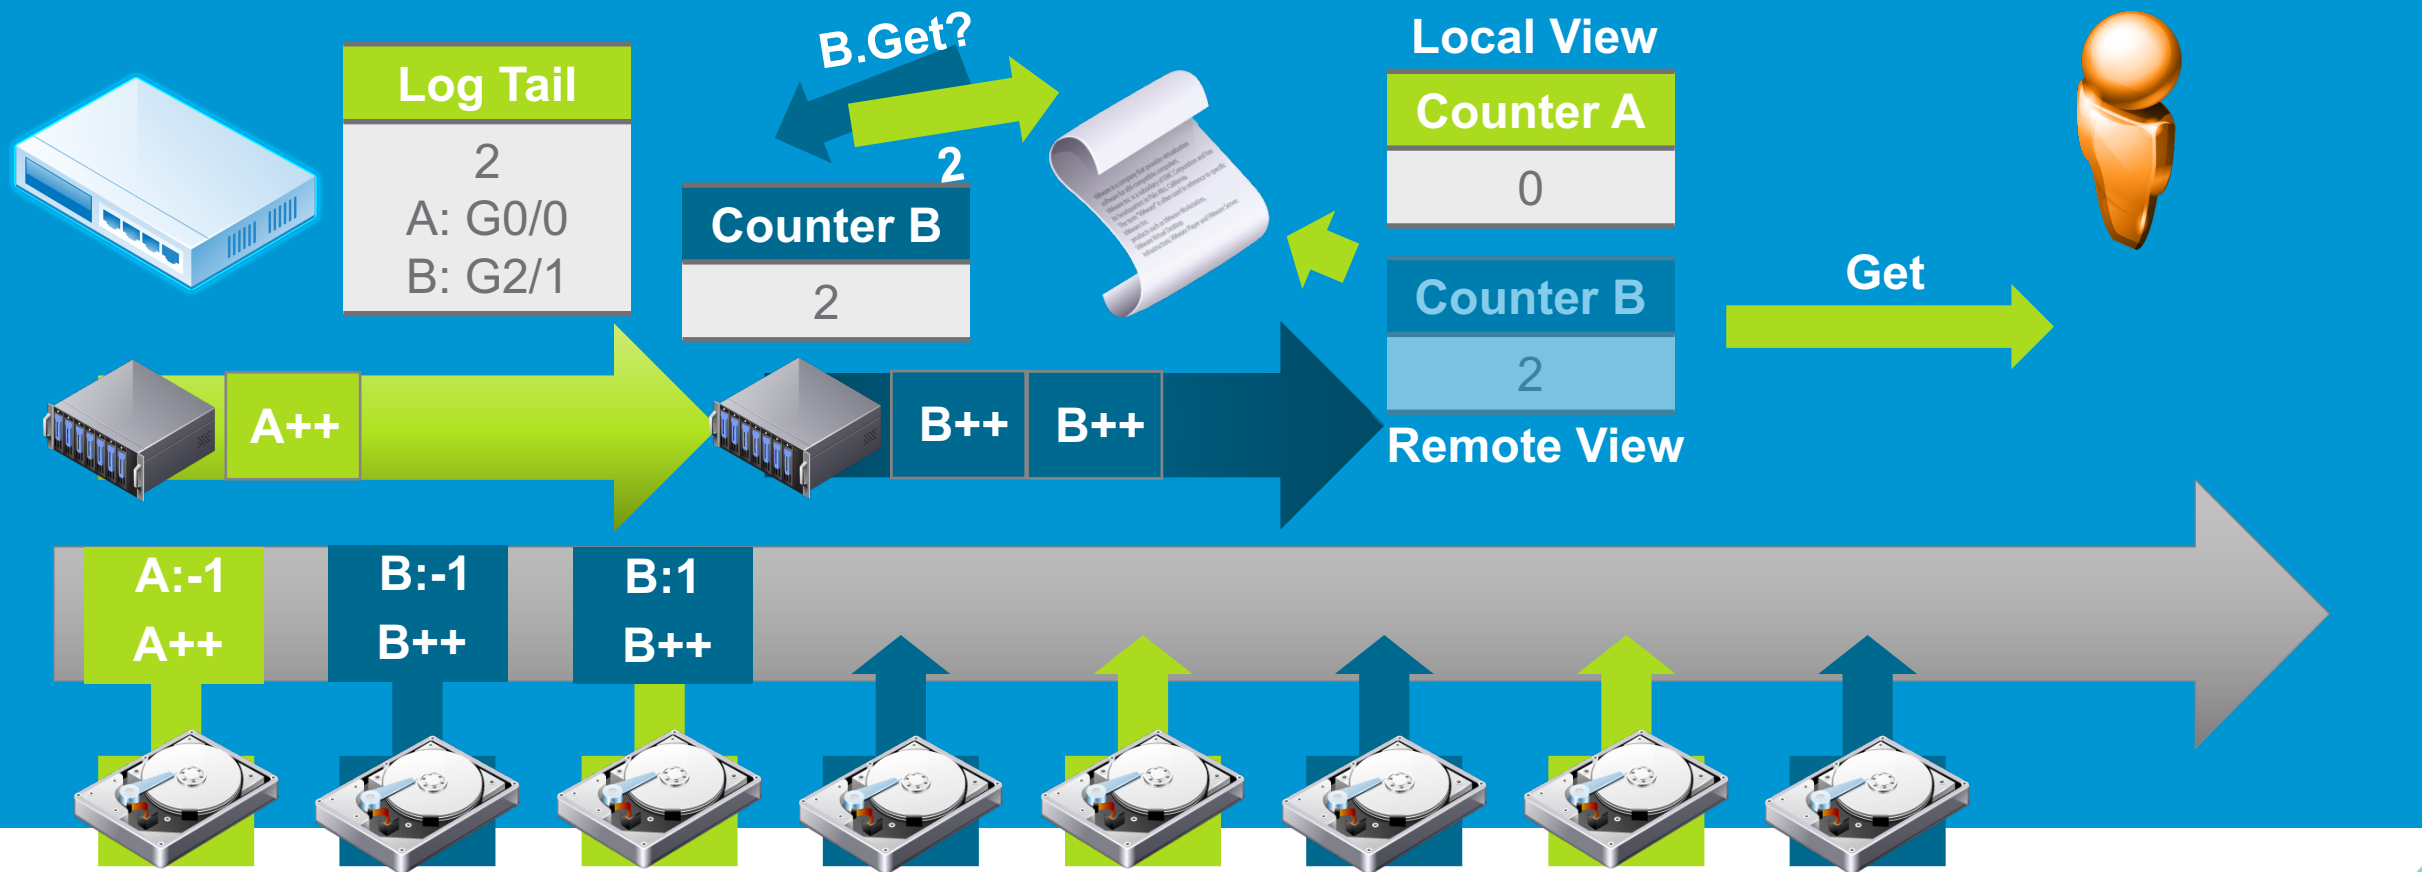 Log Tail
2
A: G0/0
B: G2/1
B.Get?
2
Counter B
2
Local View
Counter A
0
Counter B
2
Remote View
Get
A++
B++
B++
A:-1
A++
B:-1
B++
B:1
B++